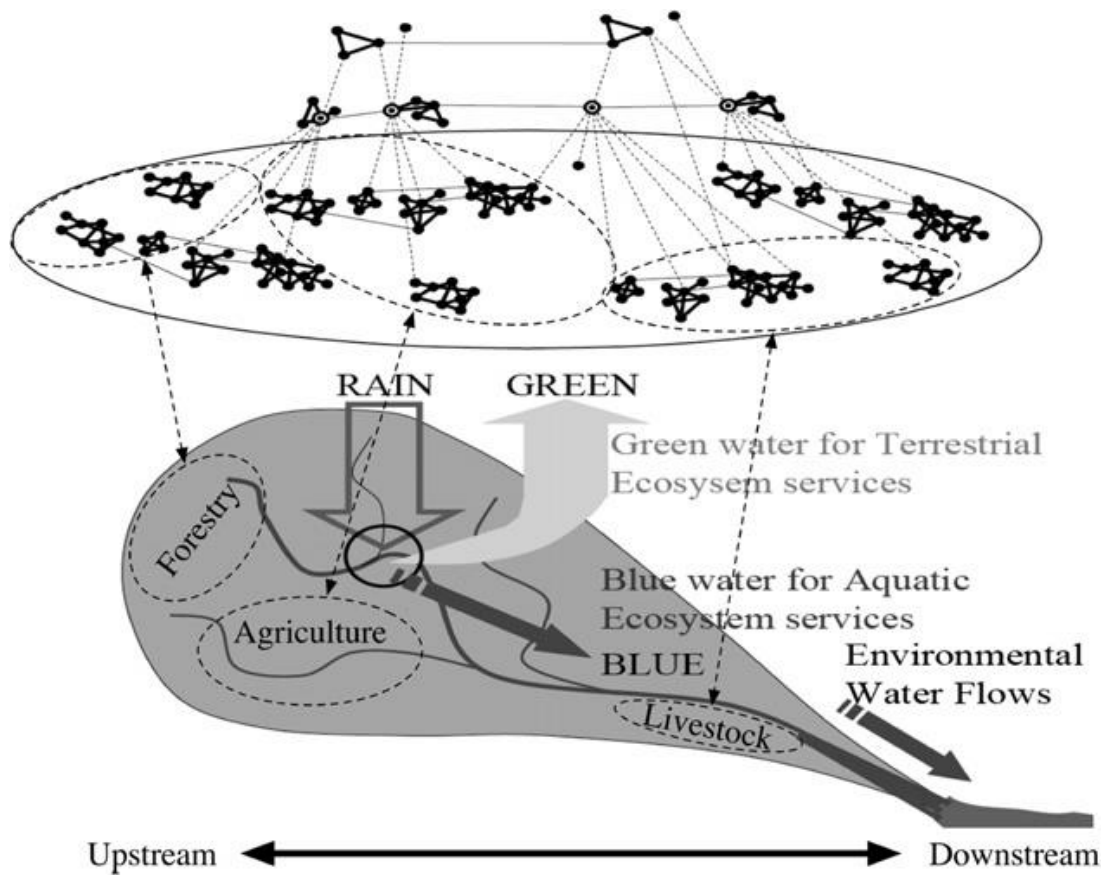 RAIN
GREEN
Green water for Terrestrial
Ecosysem services
Forestry
Blue water for Aquatic
Ecosystem services
Agriculture
BLUE
Environmental
Water Flows
Livestock
Upstream
Downstream